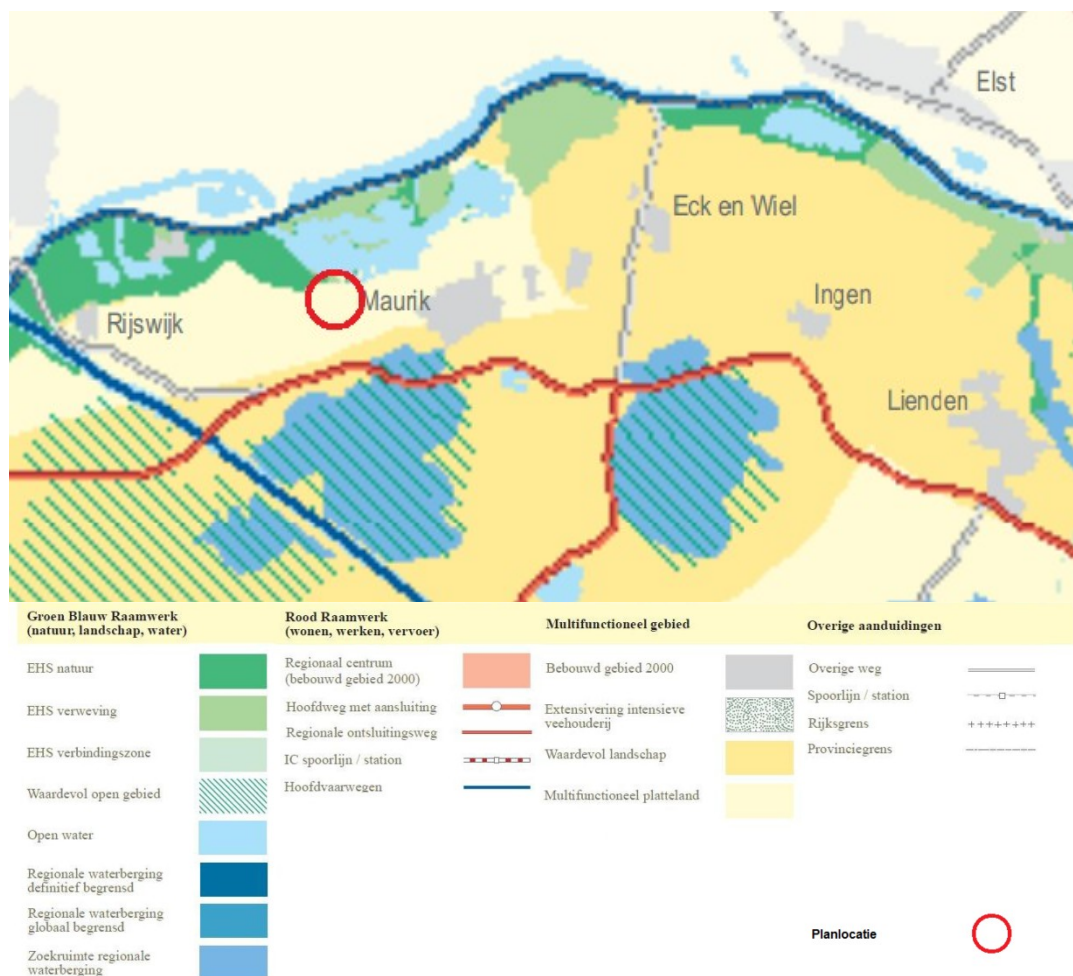 Elst
Eck en Wiel
Ingen
Maurik
Rijswijk
Lienden
Groen Blauw Raamwerk
(natuur, landschap, water)
EHS natuur
EHS verweving
EHS verbindingszone
Waardevol open gebied
Open water
Regionale waterberging
definitief begrensd
Regionale waterberging
globaal begrensd
Zoekruimte regionale
waterberging
Rood Raamwerk
(wonen, werken, vervoer)
Regionaal centrum
(bebouwd gebied 2000)
Hoofdweg met aansluiting
Regionale ontsluitingsweg
IC spoorlijn / station
Hoofdvaarwegen
Multifunctioneel gebied
Bebouwd gebied 2000
Extensivering intensieve
veehouderij
Waardevol landschap
Multifunctioneel platteland
Overige aanduidingen
Overige weg
Spoorlijn / station
Rijksgrens
Provinciegrens
Planlocatie